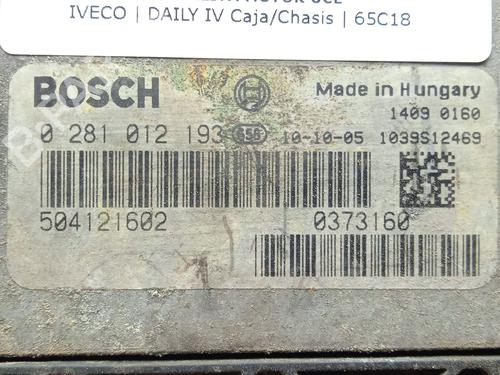 IVECO | DAILY IV Caja/Chasis | 65C18
BOSCH
Made in Hungary
1409 0160
0 281 012 193 650 10-10-05 1039S12469
504121602
0373160